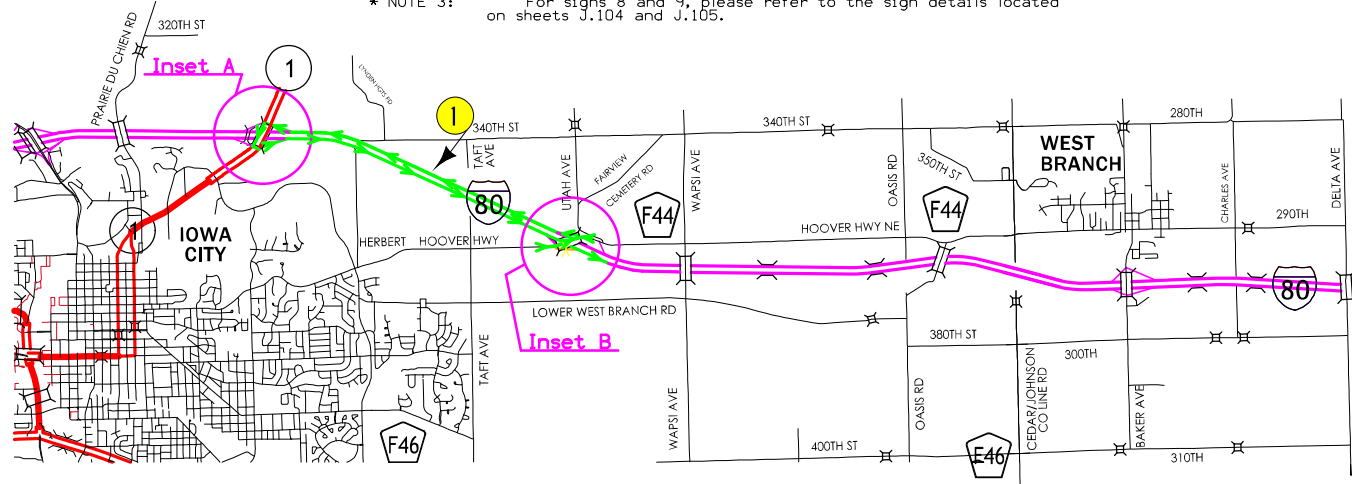 * NOTE 3: For signs 8 and 9, please refer to the sign details located
on sheets J.104 and J.105.
320TH ST
PRAIRIE DU CHIEN RD
Inset A
1
LYNDEN HGTS RD
1
340TH ST
340TH ST
280TH ST
TAFT AVE
UTAH AVE
FAIRVIEW
CEMETERY RD
WAPSI AVE
OASIS RD
350TH ST
WEST
BRANCH
CHARLES AVE
DELTA AVE
80
F44
F44
290TH
1
IOWA
CITY
HERBERT HOOVER HWY
HOOVER HWY NE
80
LOWER WEST BRANCH RD
Inset B
380TH ST
300TH
TAFT AVE
WAPSI AVE
OASIS RD
CEDAR/JOHNSON
CO LINE RD
BAKER AVE
F46
400TH ST
E46
310TH